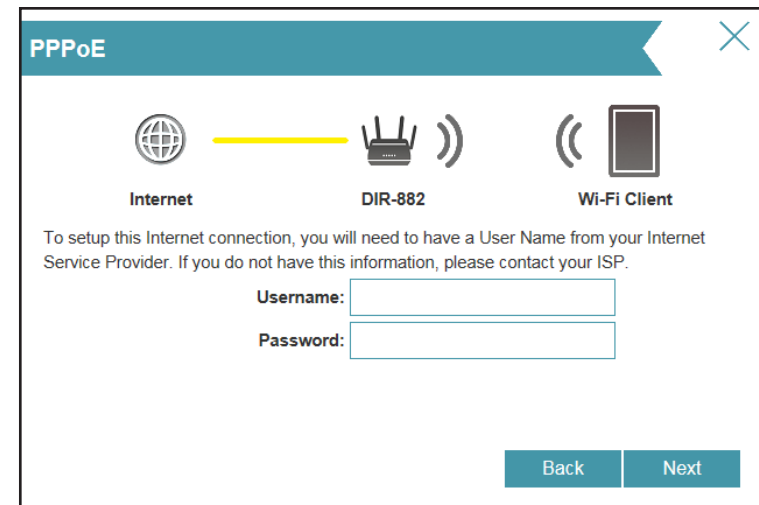 PPPoE
Internet DIR-882 Wi-Fi Client
To setup this Internet connection, you will need to have a User Name from your Internet
Service Provider. If you do not have this information, please contact your ISP.
Username:
Password:
Back Next